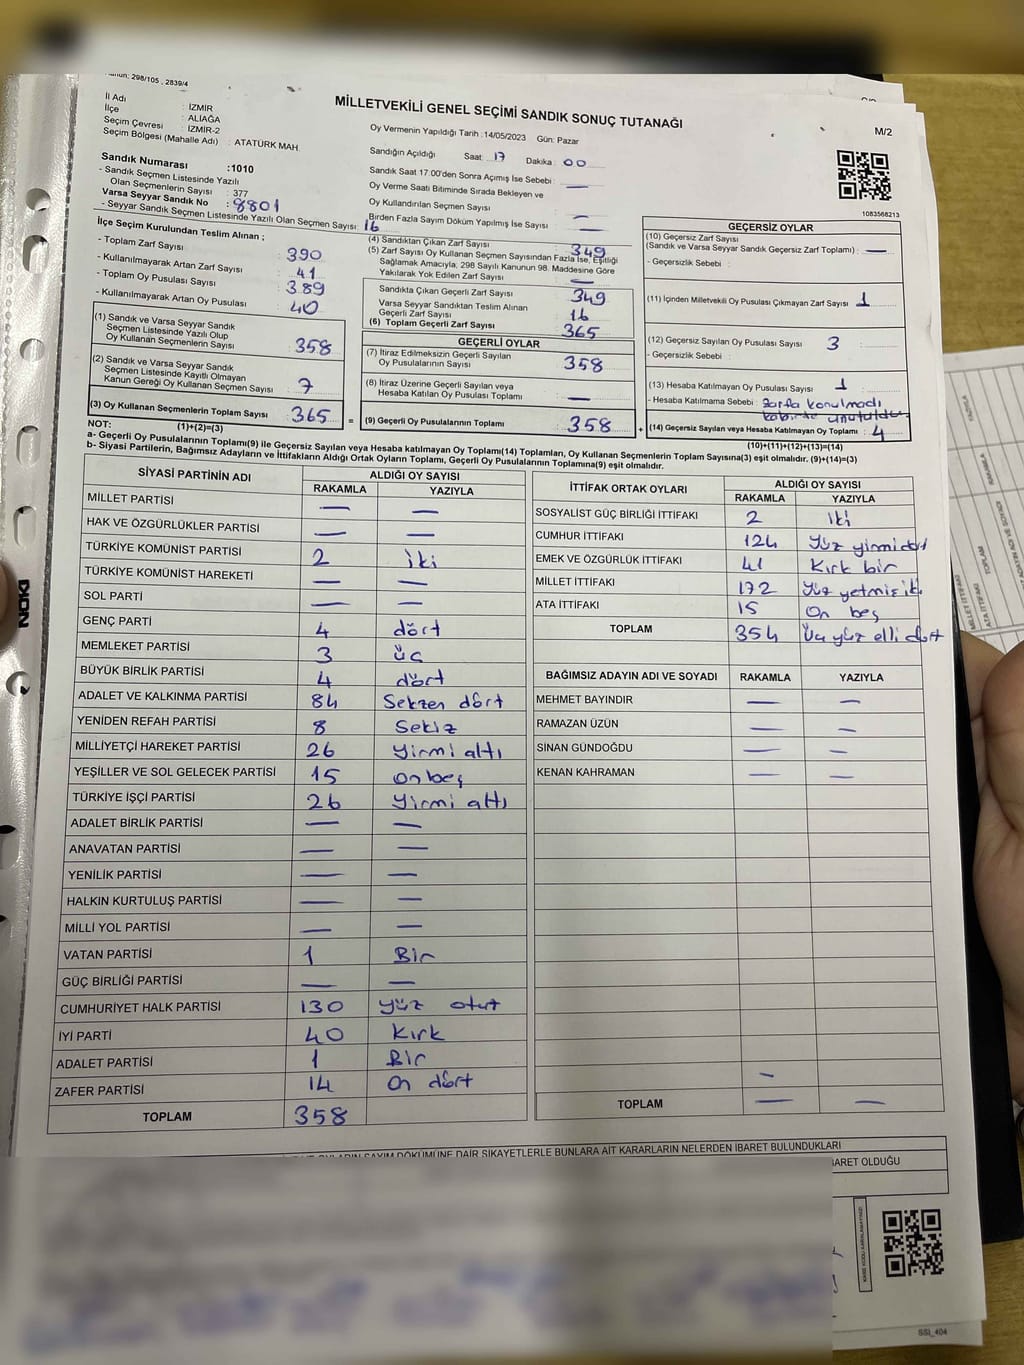 298/105 , 2839/4
MİLLETVEKİLİ GENEL SEÇİMİ SANDIK SONUÇ TUTANAĞI
M/2
İl Adı : İZMİR
İlçe : ALİAĞA
Seçim Çevresi : İZMİR-2
Seçim Bölgesi (Mahalle Adı) : ATATÜRK MAH.
Sandık Numarası :1010
- Sandık Seçmen Listesinde Yazılı
Olan Seçmenlerin Sayısı : 377
Varsa Seyyar Sandık No : 8801
- Seyyar Sandık Seçmen Listesinde Yazılı Olan Seçmen Sayısı : 16
Oy Vermenin Yapıldığı Tarih :14/05/2023 Gün: Pazar
Sandığın Açıldığı Saat: 17 Dakika : 00
Sandık Saat 17:00'den Sonra Açımış İse Sebebi : —
Oy Verme Saati Bitiminde Sırada Bekleyen ve
Oy Kullandırılan Seçmen Sayısı : —
Birden Fazla Sayım Döküm Yapılmış İse Sayısı : —
1083568213
İlçe Seçim Kurulundan Teslim Alınan ;
- Toplam Zarf Sayısı : 390
- Kullanılmayarak Artan Zarf Sayısı : 41
- Toplam Oy Pusulası Sayısı : 389
- Kullanılmayarak Artan Oy Pusulası : 40
(1) Sandık ve Varsa Seyyar Sandık
Seçmen Listesinde Yazılı Olup
Oy Kullanan Seçmenlerin Sayısı : 358
(2) Sandık ve Varsa Seyyar Sandık
Seçmen Listesinde Kayıtlı Olmayan
Kanun Gereği Oy Kullanan Seçmen Sayısı : 7
(3) Oy Kullanan Seçmenlerin Toplam Sayısı : 365
(1)+(2)=(3)
(4) Sandıktan Çıkan Zarf Sayısı : 349
(5) Zarf Sayısı Oy Kullanan Seçmen Sayısından Fazla İse, Eşitliği
Sağlamak Amacıyla, 298 Sayılı Kanunun 98. Maddesine Göre
Yakılarak Yok Edilen Zarf Sayısı : —
Sandıkta Çıkan Geçerli Zarf Sayısı : 349
Varsa Seyyar Sandıktan Teslim Alınan
Geçerli Zarf Sayısı : 16
(6) Toplam Geçerli Zarf Sayısı : 365
GEÇERLİ OYLAR
(7) İtiraz Edilmeksizin Geçerli Sayılan
Oy Pusulalarının Sayısı : 358
(8) İtiraz Üzerine Geçerli Sayılan veya
Hesaba Katılan Oy Pusulası Toplamı : —
= (9) Geçerli Oy Pusulalarının Toplamı : 358 +
GEÇERSİZ OYLAR
(10) Geçersiz Zarf Sayısı
(Sandık ve Varsa Seyyar Sandık Geçersiz Zarf Toplamı) : —
- Geçersizlik Sebebi :
(11) İçinden Milletvekili Oy Pusulası Çıkmayan Zarf Sayısı : 1
(12) Geçersiz Sayılan Oy Pusulası Sayısı : 3
- Geçersizlik Sebebi :
(13) Hesaba Katılmayan Oy Pusulası Sayısı : 1
- Hesaba Katılmama Sebebi : zarfa konulmadı
kabinde unutuldu
(14) Geçersiz Sayılan veya Hesaba Katılmayan Oy Toplamı : 4
(10)+(11)+(12)+(13)=(14)
NOT:
a- Geçerli Oy Pusulalarının Toplamı(9) ile Geçersiz Sayılan veya Hesaba katılmayan Oy Toplamı(14) Toplamları, Oy Kullanan Seçmenlerin Toplam Sayısına(3) eşit olmalıdır. (9)+(14)=(3)
b- Siyasi Partilerin, Bağımsız Adayların ve İttifakların Aldığı Ortak Oyların Toplamı, Geçerli Oy Pusulalarının Toplamına(9) eşit olmalıdır.
SİYASİ PARTİNİN ADI ALDIĞI OY SAYISI
RAKAMLA YAZIYLA
MİLLET PARTİSİ — —
HAK VE ÖZGÜRLÜKLER PARTİSİ — —
TÜRKİYE KOMÜNİST PARTİSİ 2 iki
TÜRKİYE KOMÜNİST HAREKETİ — —
SOL PARTİ — —
GENÇ PARTİ 4 dört
MEMLEKET PARTİSİ 3 üç
BÜYÜK BİRLİK PARTİSİ 4 dört
ADALET VE KALKINMA PARTİSİ 84 Seksen dört
YENİDEN REFAH PARTİSİ 8 Sekiz
MİLLİYETÇİ HAREKET PARTİSİ 26 yirmi altı
YEŞİLLER VE SOL GELECEK PARTİSİ 15 on beş
TÜRKİYE İŞÇİ PARTİSİ 26 yirmi altı
ADALET BİRLİK PARTİSİ — —
ANAVATAN PARTİSİ — —
YENİLİK PARTİSİ — —
HALKIN KURTULUŞ PARTİSİ — —
MİLLİ YOL PARTİSİ — —
VATAN PARTİSİ 1 Bir
GÜÇ BİRLİĞİ PARTİSİ — —
CUMHURİYET HALK PARTİSİ 130 yüz otuz
İYİ PARTİ 40 Kırk
ADALET PARTİSİ 1 Bir
ZAFER PARTİSİ 14 On dört
TOPLAM 358
İTTİFAK ORTAK OYLARI ALDIĞI OY SAYISI
RAKAMLA YAZIYLA
SOSYALİST GÜÇ BİRLİĞİ İTTİFAKI 2 iki
CUMHUR İTTİFAKI 124 Yüz yirmi dört
EMEK VE ÖZGÜRLÜK İTTİFAKI 41 Kırk bir
MİLLET İTTİFAKI 172 Yüz yetmiş iki
ATA İTTİFAKI 15 On beş
TOPLAM 354 Üç yüz elli dört
BAĞIMSIZ ADAYIN ADI VE SOYADI RAKAMLA YAZIYLA
MEHMET BAYINDIR — —
RAMAZAN ÜZÜN — —
SİNAN GÜNDOĞDU — —
KENAN KAHRAMAN — —
—
TOPLAM — —
OYLARIN SAYIM DÖKÜMÜNE DAİR ŞİKAYETLERLE BUNLARA AİT KARARLARIN NELERDEN İBARET BULUNDUKLARI
İBARET OLDUĞU
SSI_404
MİLLET İTTİFAKI
ATA İTTİFAKI
TOPLAM
RAKAMLA
YAZIYLA
ADAYIN ADI VE SOYADI